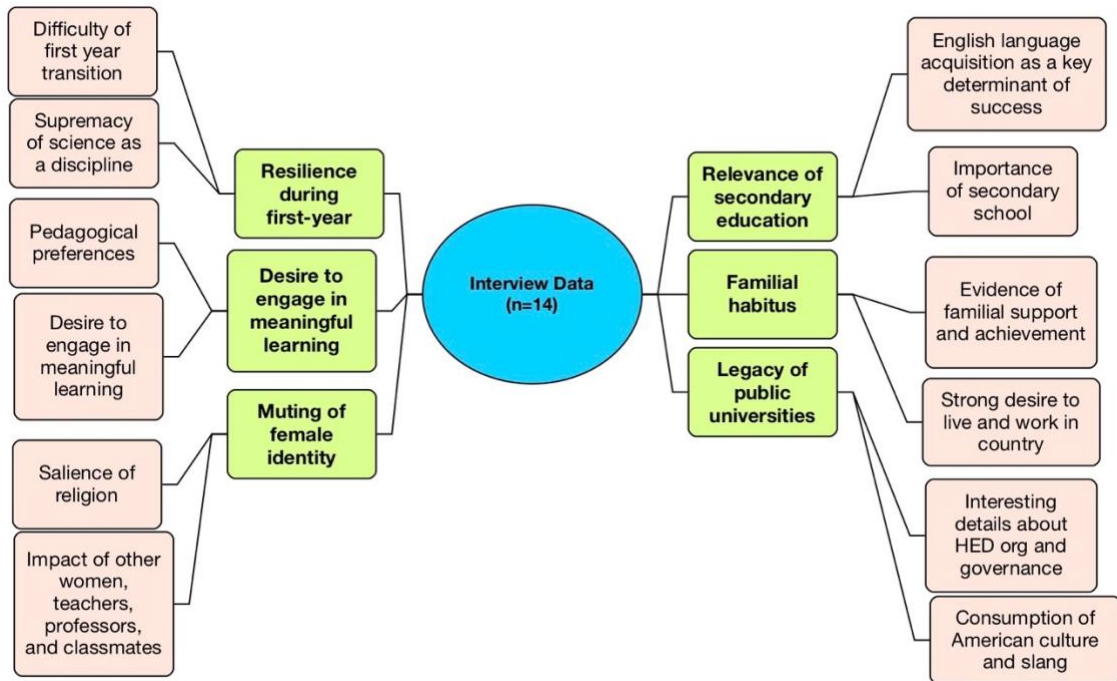 Difficulty of
first year
transition
Supremacy
of science as
a discipline
Pedagogical
preferences
Desire to
engage in
meaningful
learning
Salience of
religion
Impact of other
women,
teachers,
professors,
and classmates
Resilience
during
first-year
Desire to
engage in
meaningful
learning
Muting of
female
identity
Interview Data
(n=14)
Relevance of
secondary
education
Familial
habitus
Legacy of
public
universities
English language
acquisition as a key
determinant of
success
Importance
of secondary
school
Evidence of
familial support
and achievement
Strong desire to
live and work in
country
Interesting
details about
HED org and
governance
Consumption of
American culture
and slang